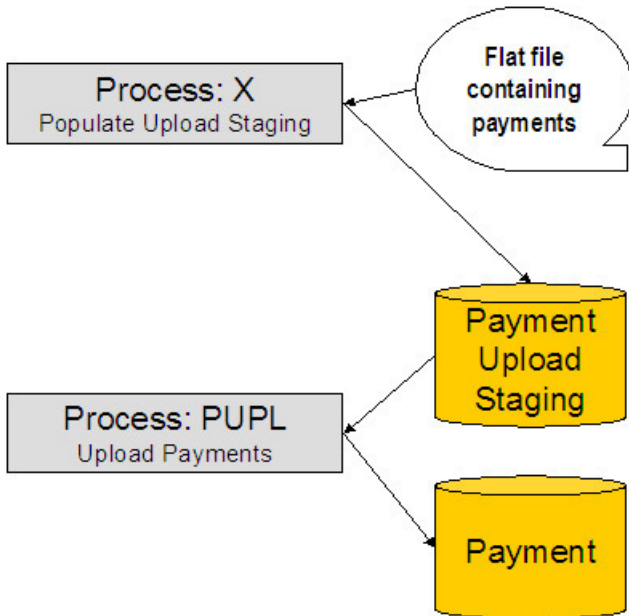 Process: X
Populate Upload Staging
Flat file
containing
payments
Payment
Upload
Staging
Process: PUPL
Upload Payments
Payment